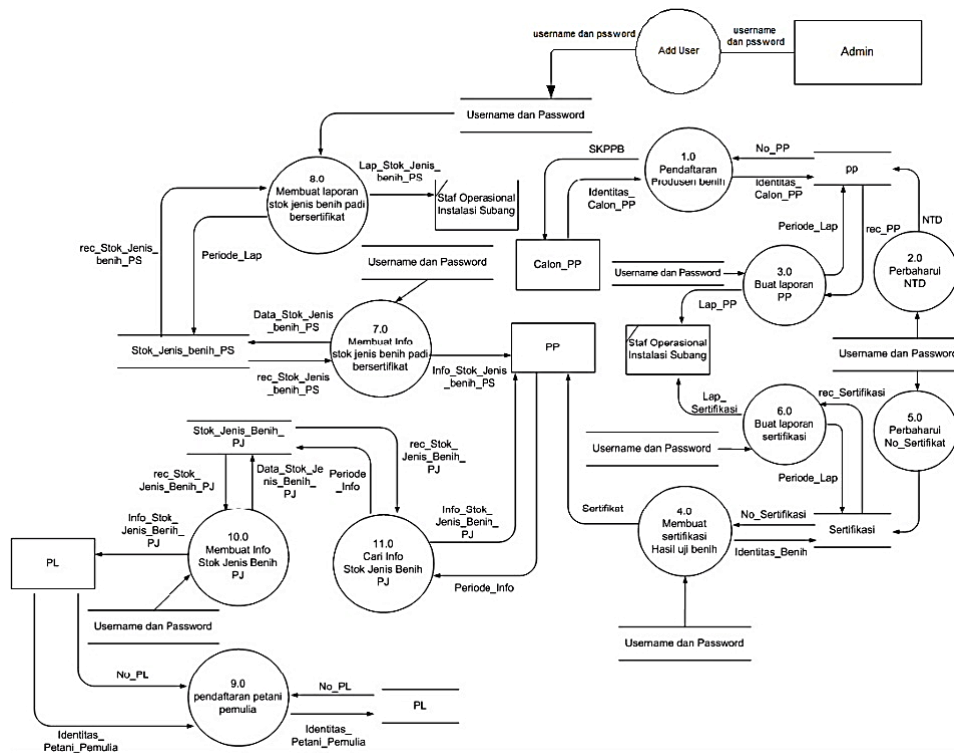 username dan pssword
Add User
username
dan pssword
Admin
Username dan Password
8.0
Membuat laporan
stok jenis benih padi
bersertifikat
Lap_Stok_Jenis_
benih_PS
Staf Operasional
Instalasi Subang
rec_Stok_Jenis_
benih_PS
Periode_Lap
SKPPB
1.0
Pendaftaran
Produsen benih
No_PP
Identitas_
Calon_PP
Identitas_
Calon_PP
pp
Calon_PP
Periode_Lap
rec_PP
NTD
2.0
Perbaharui
NTD
Username dan Password
3.0
Buat laporan
PP
Lap_PP
Staf Operasional
Instalasi Subang
Username dan Password
Username dan Password
Data_Stok_Jenis
_benih_PS
7.0
Membuat Info
stok jenis benih padi
bersertifikat
Stok_Jenis_benih_PS
rec_Stok_Jenis
_benih_PS
Info_Stok_Jenis
_benih_PS
PP
Lap_
Sertifikasi
6.0
Buat laporan
sertifikasi
rec_Sertifikasi
5.0
Perbaharui
No_Sertifikat
Username dan Password
Periode_Lap
Stok_Jenis_Benih_
PJ
rec_Stok_
Jenis_Benih_PJ
Data_Stok_Je
nis_Benih_
PJ
Periode
_Info
rec_Stok_
Jenis_Benih_
PJ
Info_Stok_
Jenis_Benih_
PJ
Info_Stok_
Jenis_Benih_
PJ
10.0
Membuat Info
Stok Jenis Benih
PJ
11.0
Cari Info
Stok Jenis Benih
PJ
Periode_Info
PL
Sertifikat
4.0
Membuat
sertifikasi
Hasil uji benih
No_Sertifikasi
Identitas_Benih
Sertifikasi
Username dan Password
Username dan Password
No_PL
9.0
pendaftaran petani
pemulia
No_PL
PL
Identitas_
Petani_Pemulia
Identitas_
Petani_Pemulia